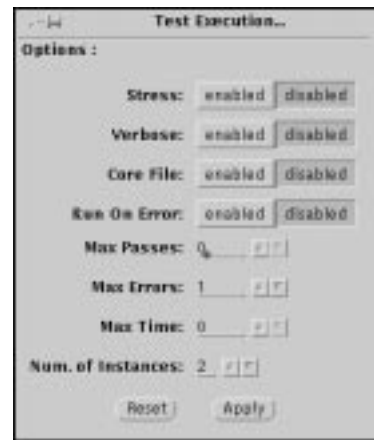 Test Execution...
Options :
Stress: enabled disabled
Verbose: enabled disabled
Core File: enabled disabled
Run On Error: enabled disabled
Max Passes: 0
Max Errors: 1
Max Time: 0
Num. of Instances: 2
Reset Apply